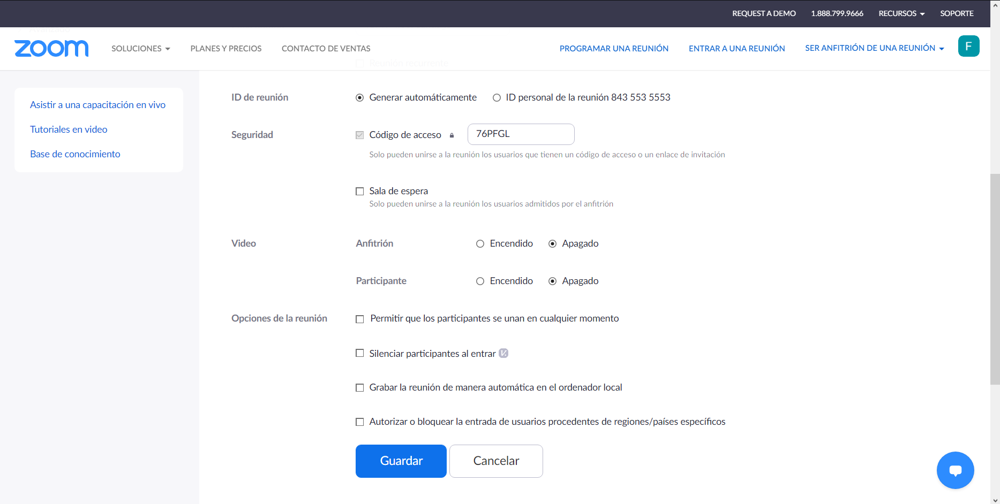 REQUEST A DEMO 1.888.799.9666 RECURSOS SOPORTE
Avanzado
zoom SOLUCIONES PLANES Y PRECIOS CONTACTO DE VENTAS PROGRAMAR UNA REUNIÓN ENTRAR A UNA REUNIÓN SER ANFITRIÓN DE UNA REUNIÓN F
Reunión recurrente
Asistir a una capacitación en vivo
Tutoriales en video
Base de conocimiento
ID de reunión Generar automáticamente ID personal de la reunión 843 553 5553
Seguridad Código de acceso 76PFGL
Solo pueden unirse a la reunión los usuarios que tienen un código de acceso o un enlace de invitación
Sala de espera
Solo pueden unirse a la reunión los usuarios admitidos por el anfitrión
Video Anfitrión Encendido Apagado
Participante Encendido Apagado
Opciones de la reunión Permitir que los participantes se unan en cualquier momento
Silenciar participantes al entrar V.
Grabar la reunión de manera automática en el ordenador local
Autorizar o bloquear la entrada de usuarios procedentes de regiones/países específicos
Guardar Cancelar